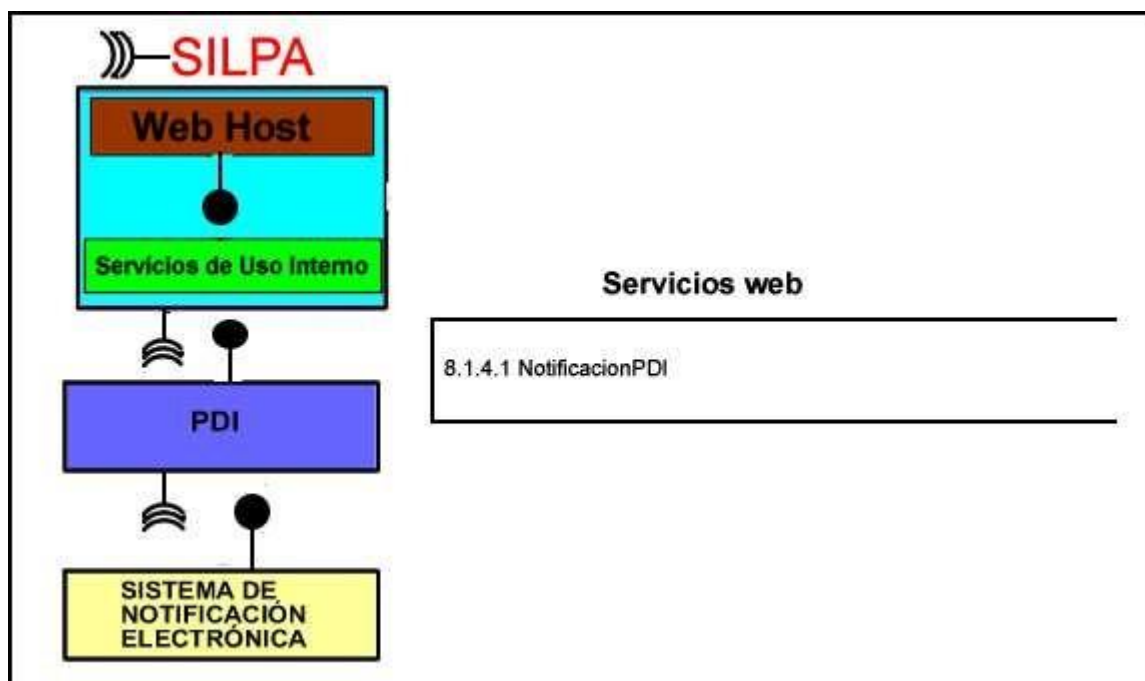 SILPA
Web Host
Servicios de Uso Interno
PDI
SISTEMA DE
NOTIFICACIÓN
ELECTRÓNICA
Servicios web
8.1.4.1 NotificacionPDI